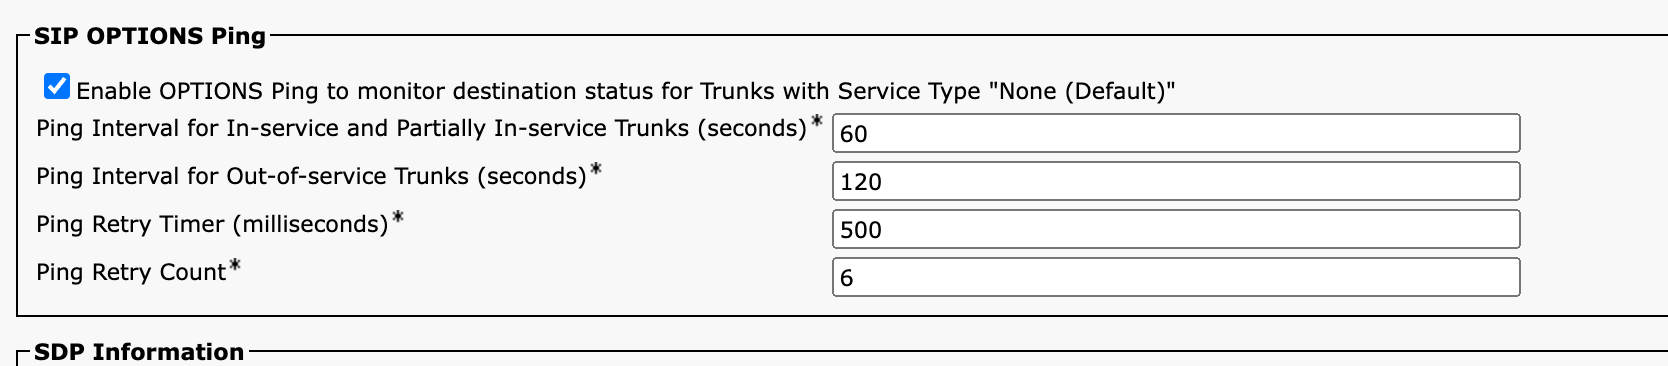 SIP OPTIONS Ping
Enable OPTIONS Ping to monitor destination status for Trunks with Service Type "None (Default)"
Ping Interval for In-service and Partially In-service Trunks (seconds)* 60
Ping Interval for Out-of-service Trunks (seconds)* 120
Ping Retry Timer (milliseconds)* 500
Ping Retry Count* 6
SDP Information